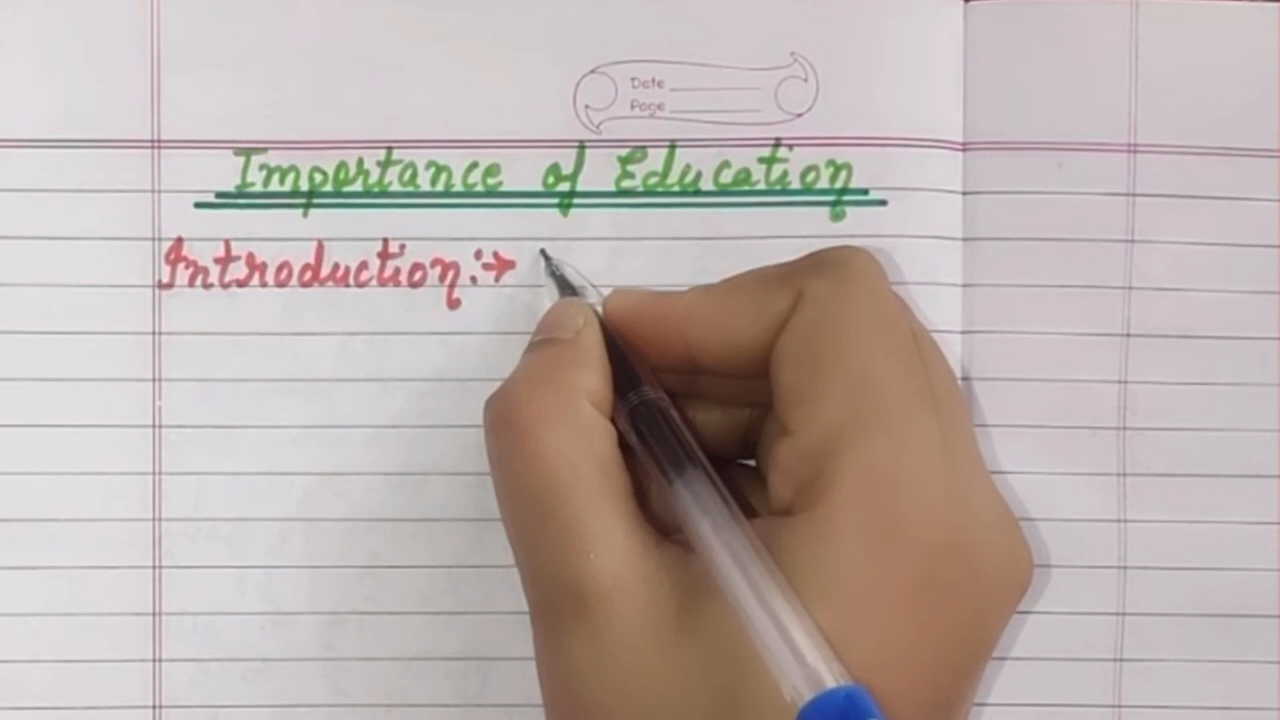 Date
Page
Importance of Education
Introduction:→